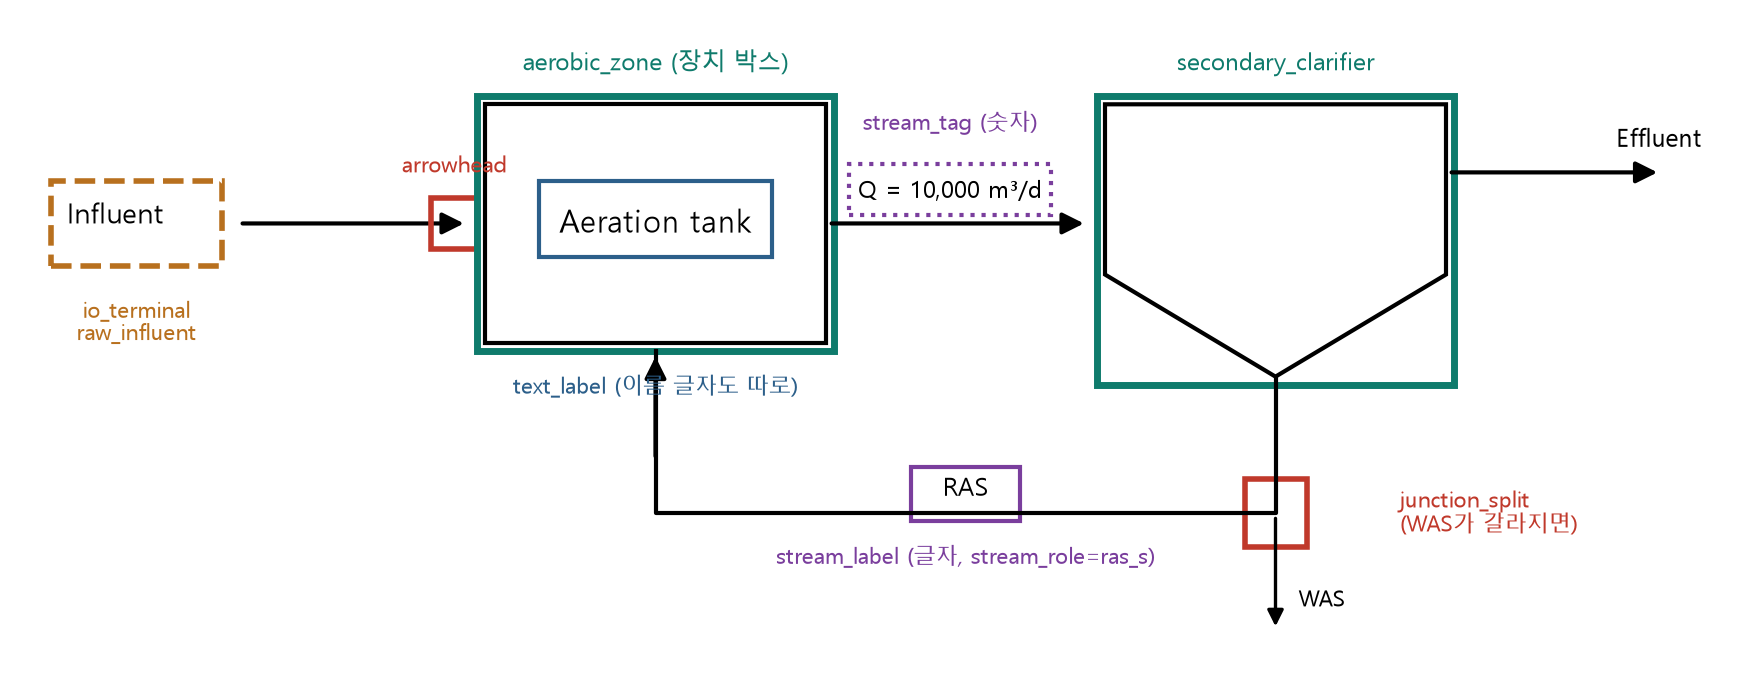 aerobic_zone (장치 박스)
secondary_clarifier
stream_tag (숫자)
Effluent
arrowhead
Q = 10,000 m³/d
Influent
Aeration tank
io_terminal
raw_influent
text_label (이름 글자도 따로)
RAS
junction_split
(WAS가 갈라지면)
stream_label (글자, stream_role=ras_s)
WAS